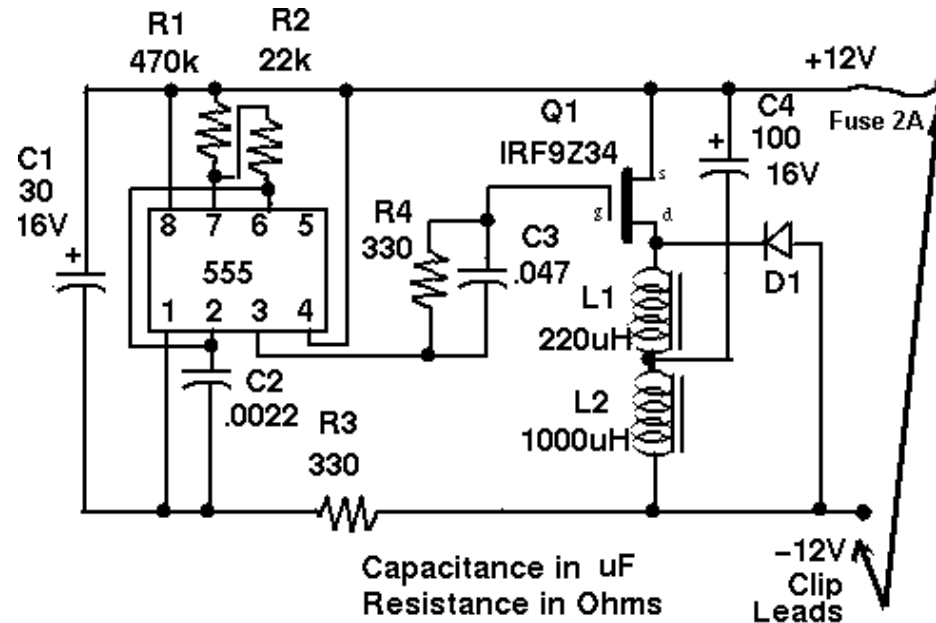 R1
470k
R2
22k
+12V
Fuse 2A
C4
100
16V
+
Q1
IRF9Z34
s
g
d
C1
30
16V
+
R4
330
C3
.047
8 7 6 5
555
1 2 3 4
D1
L1
220uH
C2
.0022
L2
1000uH
R3
330
-12V
Clip
Leads
Capacitance in uF
Resistance in Ohms